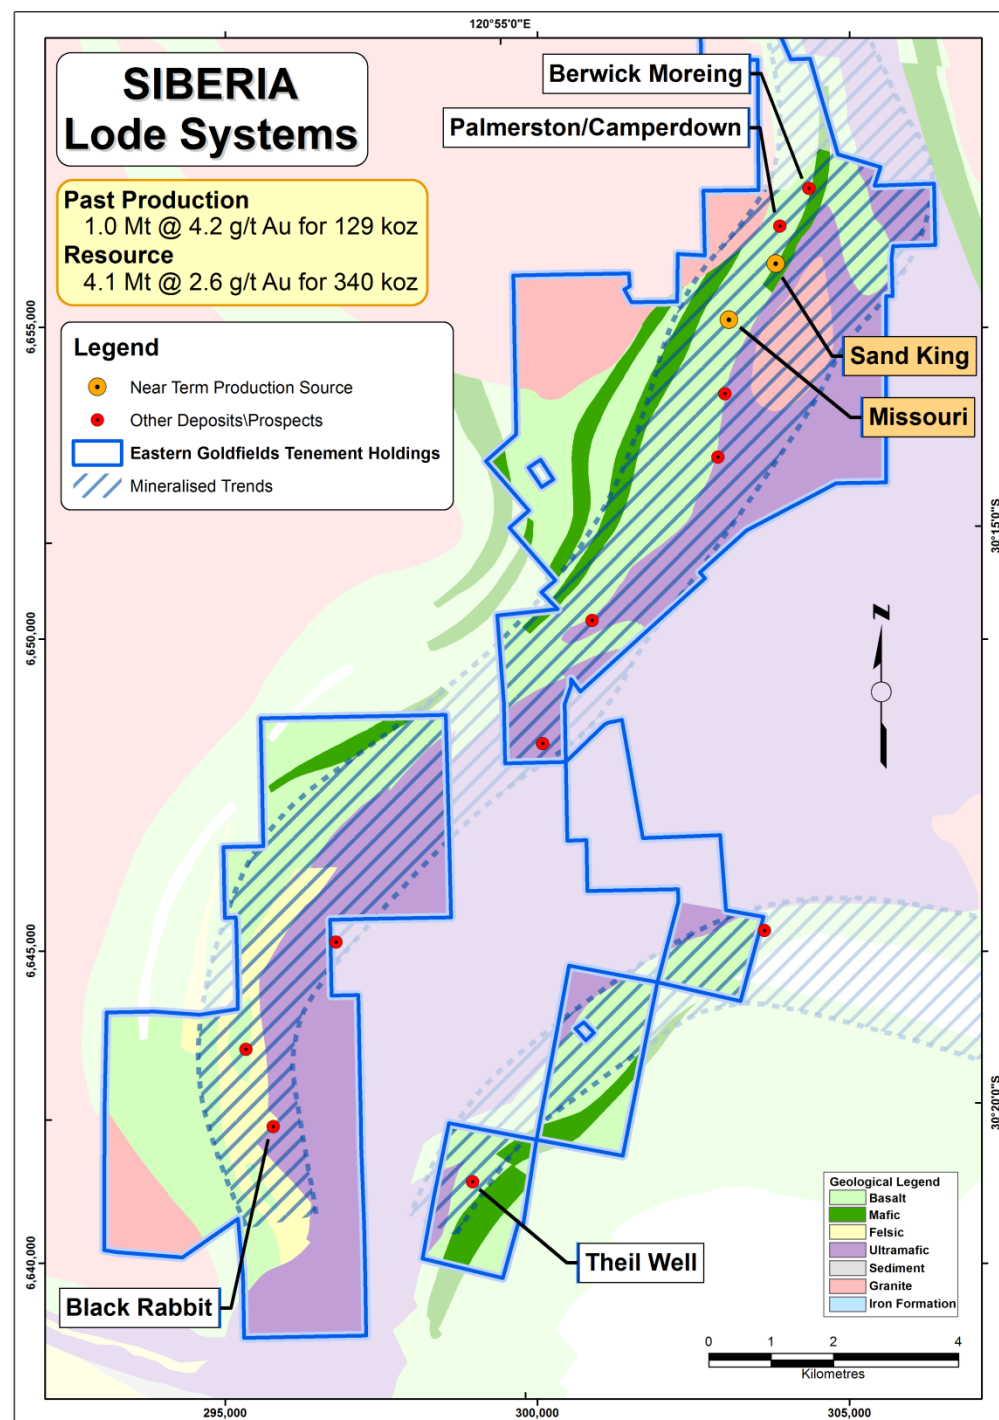 120°55'0"E
SIBERIA
Lode Systems
Past Production
1.0 Mt @ 4.2 g/t Au for 129 koz
Resource
4.1 Mt @ 2.6 g/t Au for 340 koz
Legend
Near Term Production Source
Other Deposits\Prospects
Eastern Goldfields Tenement Holdings
Mineralised Trends
Berwick Moreing
Palmerston/Camperdown
Sand King
Missouri
6,655,000
6,650,000
6,645,000
6,640,000
30°15'0"S
30°20'0"S
z
Theil Well
Black Rabbit
Geological Legend
Basalt
Mafic
Felsic
Ultramafic
Sediment
Granite
Iron Formation
0 1 2 4
Kilometres
295,000 300,000 305,000